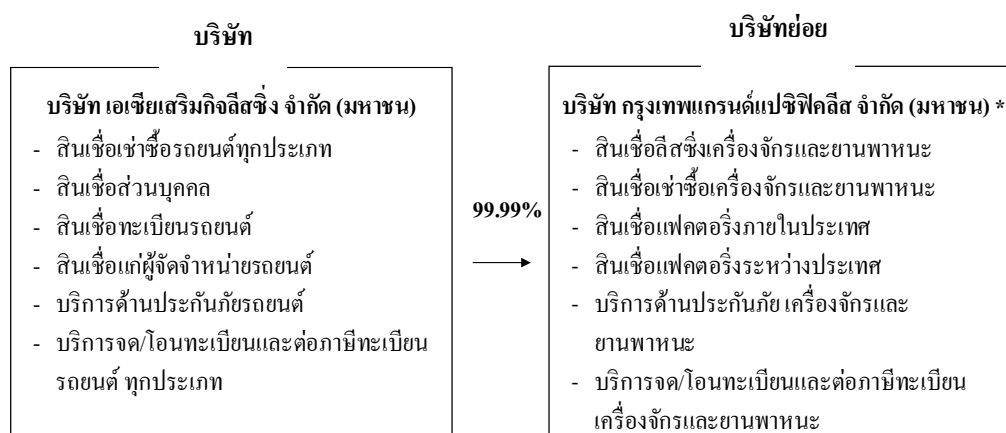 บริษัท
บริษัท เอเซียเสริมกิจลีสซิ่ง จำกัด (มหาชน)
- สินเชื่อเช่าซื้อรถยนต์ทุกประเภท
- สินเชื่อส่วนบุคคล
- สินเชื่อทะเบียนรถยนต์
- สินเชื่อแก่ผู้จัดจำหน่ายรถยนต์
- บริการด้านประกันภัยรถยนต์
- บริการจด/โอนทะเบียนและต่อภาษีทะเบียน
รถยนต์ ทุกประเภท
99.99%
บริษัทย่อย
บริษัท กรุงเทพแกรนด์แปซิฟิคลีส จำกัด (มหาชน) *
- สินเชื่อลีสซิ่งเครื่องจักรและยานพาหนะ
- สินเชื่อเช่าซื้อเครื่องจักรและยานพาหนะ
- สินเชื่อแฟคตอริ่งภายในประเทศ
- สินเชื่อแฟคตอริ่งระหว่างประเทศ
- บริการด้านประกันภัย เครื่องจักรและ
ยานพาหนะ
- บริการจด/โอนทะเบียนและต่อภาษีทะเบียน
เครื่องจักรและยานพาหนะ